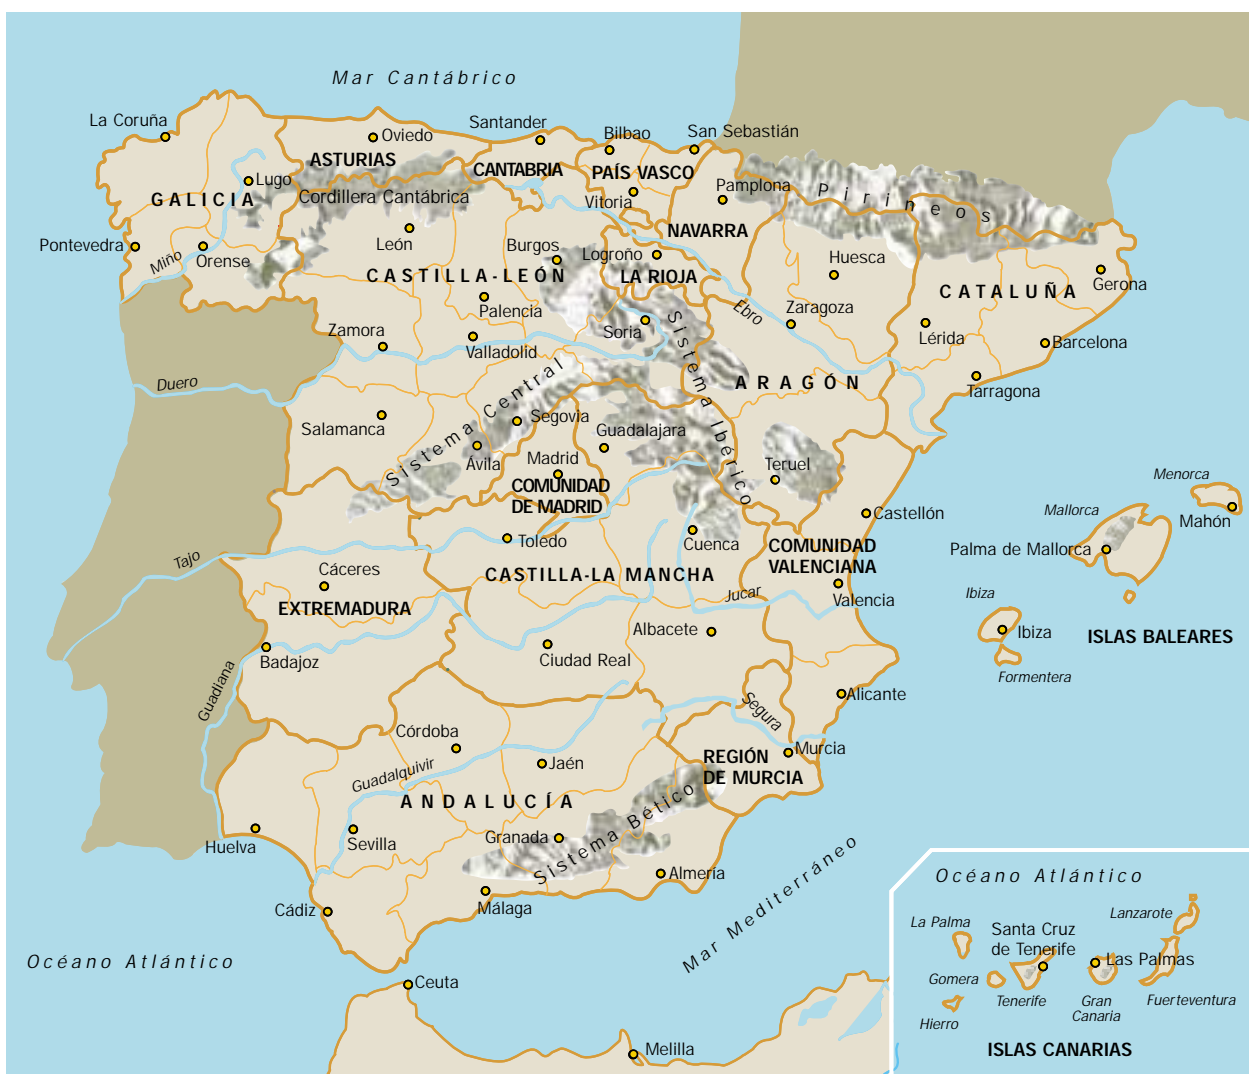 Mar Cantábrico
La Coruña
Oviedo
Santander
Bilbao
San Sebastián
ASTURIAS
CANTABRIA
PAÍS VASCO
Lugo
GALICIA
Cordillera Cantábrica
Vitoria
Pamplona
Pirineos
NAVARRA
Pontevedra
Miño
Orense
León
Burgos
Logroño
LA RIOJA
Huesca
CASTILLA-LEÓN
CATALUÑA
Gerona
Palencia
Ebro
Zaragoza
Zamora
Valladolid
Soria
Sistema Ibérico
Lérida
Barcelona
Duero
ARAGÓN
Tarragona
Salamanca
Sistema Central
Segovia
Guadalajara
Ávila
Madrid
COMUNIDAD
DE MADRID
Teruel
Menorca
Mahón
Mallorca
Palma de Mallorca
Castellón
Tajo
Toledo
Cuenca
COMUNIDAD
VALENCIANA
Cáceres
CASTILLA-LA MANCHA
EXTREMADURA
Jucar
Valencia
Ibiza
Ibiza
ISLAS BALEARES
Formentera
Albacete
Badajoz
Ciudad Real
Guadiana
Alicante
Segura
Córdoba
Murcia
REGIÓN
DE MURCIA
Guadalquivir
Jaén
ANDALUCÍA
Huelva
Sevilla
Granada
Sistema Bético
Almería
Cádiz
Málaga
Mar Mediterráneo
Océano Atlántico
Ceuta
Melilla
Océano Atlántico
La Palma
Santa Cruz
de Tenerife
Lanzarote
Gomera
Las Palmas
Hierro
Tenerife
Gran
Canaria
Fuerteventura
ISLAS CANARIAS